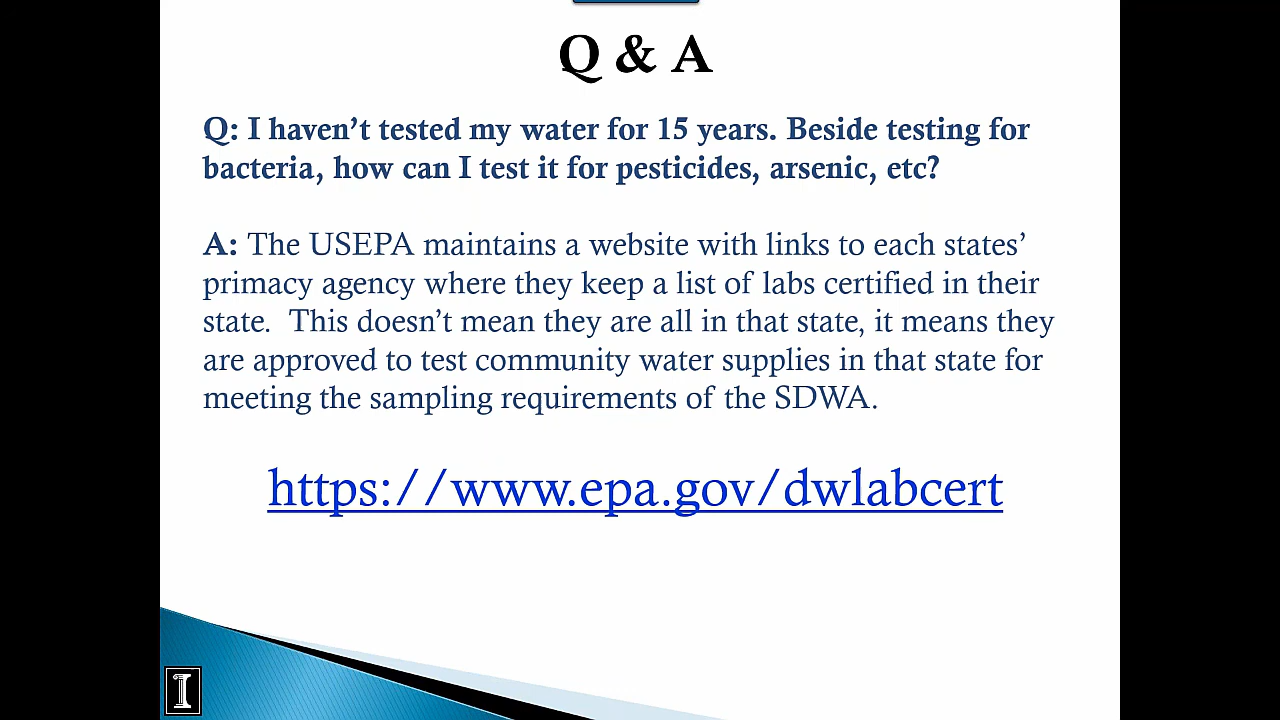 Q & A
Q: I haven’t tested my water for 15 years. Beside testing for
bacteria, how can I test it for pesticides, arsenic, etc?
A: The USEPA maintains a website with links to each states’
primacy agency where they keep a list of labs certified in their
state.  This doesn’t mean they are all in that state, it means they
are approved to test community water supplies in that state for
meeting the sampling requirements of the SDWA.
https://www.epa.gov/dwlabcert
I